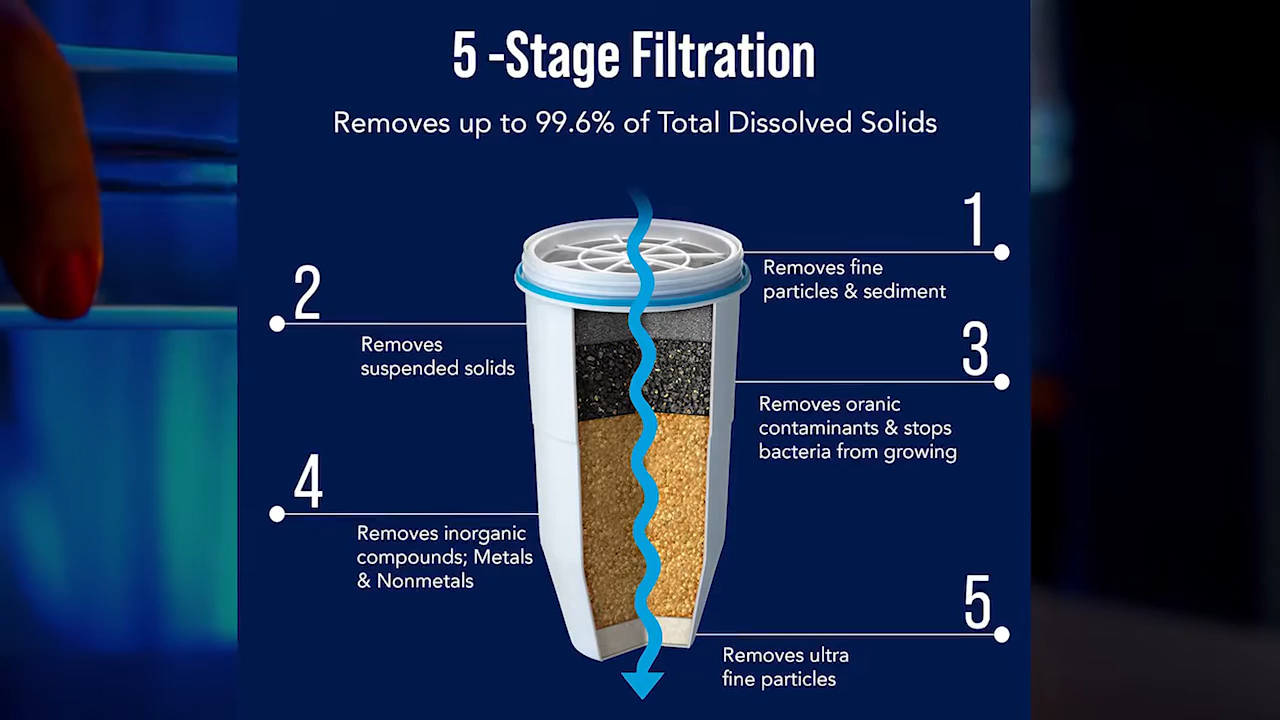 5 -Stage Filtration
Removes up to 99.6% of Total Dissolved Solids
1
Removes fine
particles & sediment
2
Removes
suspended solids
3
Removes oranic
contaminants & stops
bacteria from growing
4
Removes inorganic
compounds; Metals
& Nonmetals
5
Removes ultra
fine particles